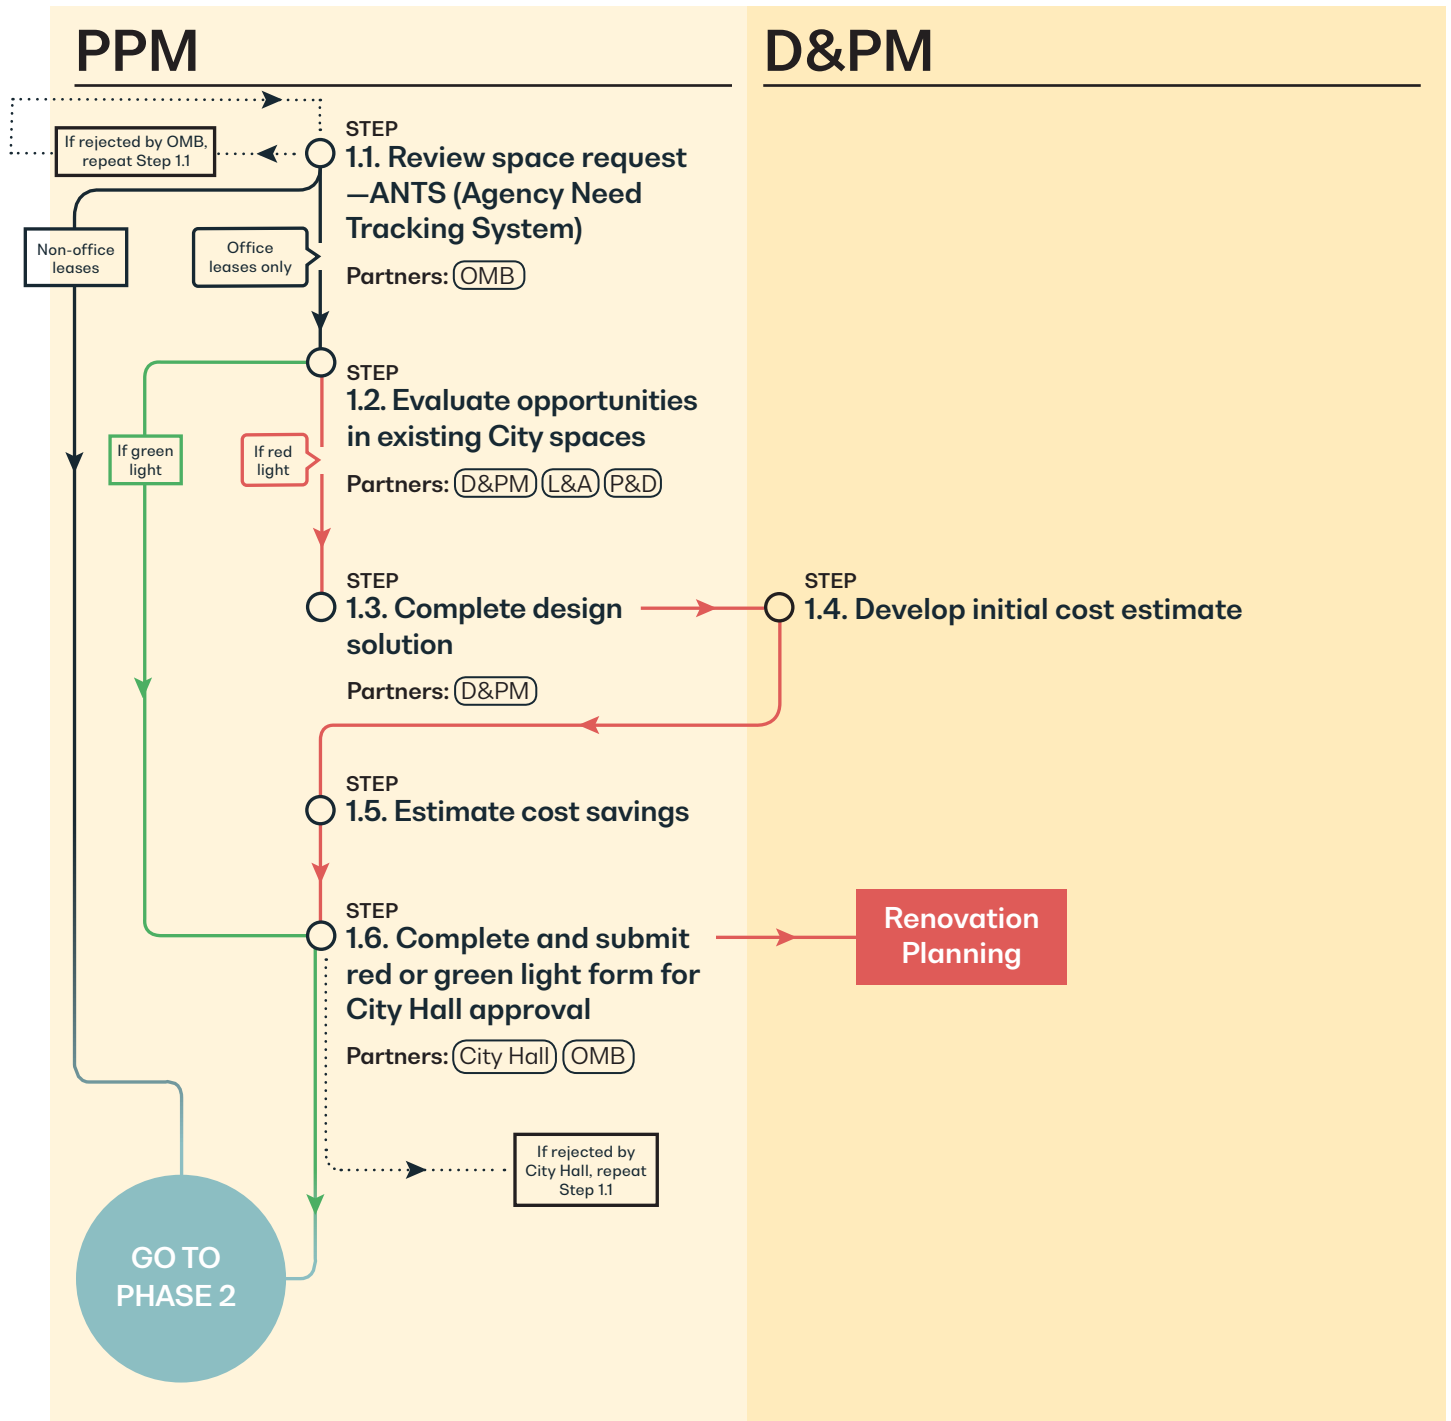 PPM
D&PM
If rejected by OMB,
repeat Step 1.1
STEP
1.1. Review space request
—ANTS (Agency Need
Tracking System)
Partners: OMB
Non-office
leases
Office
leases only
STEP
1.2. Evaluate opportunities
in existing City spaces
Partners: D&PM L&A P&D
If green
light
If red
light
STEP
1.3. Complete design
solution
Partners: D&PM
STEP
1.4. Develop initial cost estimate
STEP
1.5. Estimate cost savings
STEP
1.6. Complete and submit
red or green light form for
City Hall approval
Partners: City Hall OMB
Renovation
Planning
If rejected by
City Hall, repeat
Step 1.1
GO TO
PHASE 2